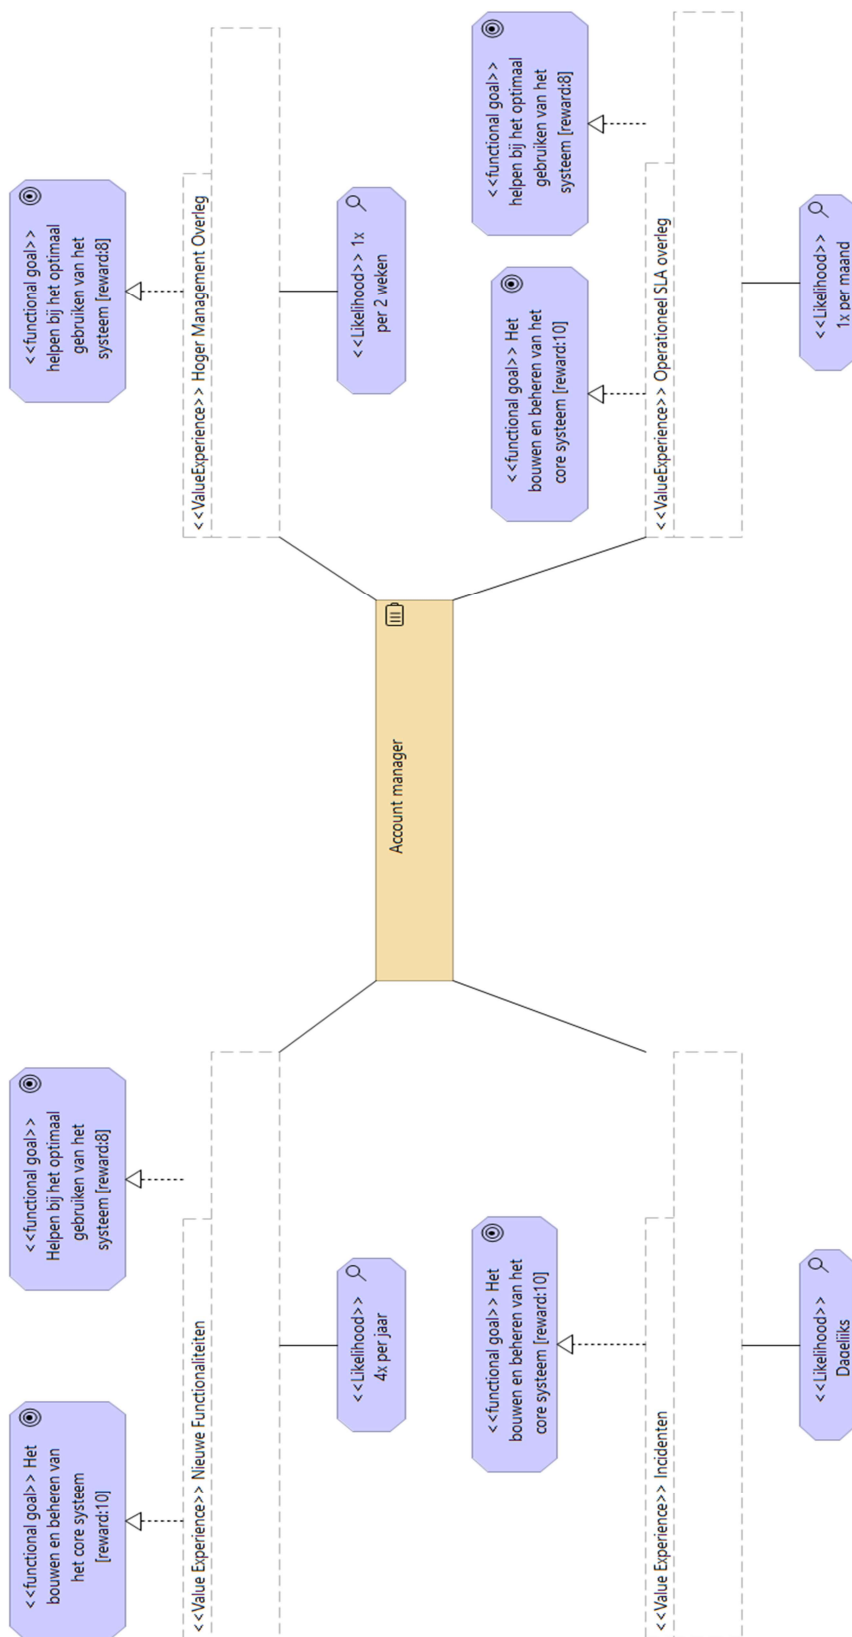 <<functional goal>> Het
bouwen en beheren van
het core systeem
[reward:10]
<<functional goal>>
Helpen bij het optimaal
gebruiken van het
systeem [reward:8]
<<functional goal>>
helpen bij het optimaal
gebruiken van het
systeem [reward:8]
<<Value Experience>> Nieuwe Functionaliteiten
<<ValueExperience>> Hoger Management Overleg
<<Likelihood>>
4x per jaar
<<Likelihood>> 1x
per 2 weken
Account manager
<<functional goal>> Het
bouwen en beheren van het
core systeem [reward:10]
<<functional goal>> Het
bouwen en beheren van het
core systeem [reward:10]
<<functional goal>>
helpen bij het optimaal
gebruiken van het
systeem [reward:8]
<<Value Experience>> Incidenten
<<ValueExperience>> Operationeel SLA overleg
<<Likelihood>>
Dagelijks
<<Likelihood>>
1x per maand